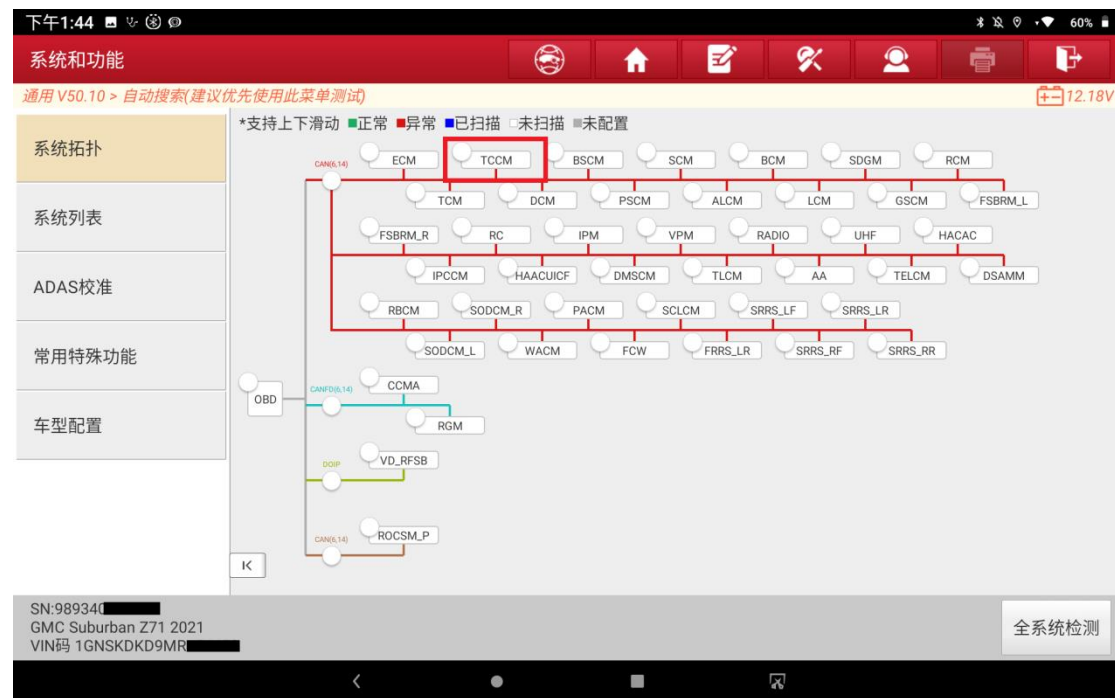 下午1:44
60%
系统和功能
通用 V50.10 > 自动搜索(建议优先使用此菜单测试)
12.18V
系统拓扑
系统列表
ADAS校准
常用特殊功能
车型配置
*支持上下滑动 ■正常 ■异常 ■已扫描 □未扫描 ■未配置
CAN(6,14)
ECM TCCM BSCM SCM BCM SDGM RCM
TCM DCM PSCM ALCM LCM GSCM FSBRM_L
FSBRM_R RC IPM VPM RADIO UHF HACAC
IPCCM HAACUICF DMSCM TLCM AA TELCM DSAMM
RBCM SODCM_R PACM SCLCM SRRS_LF SRRS_LR
SODCM_L WACM FCW FRRS_LR SRRS_RF SRRS_RR
OBD
CANFD(6,14)
CCMA
RGM
DOIP
VD_RFSB
CAN(6,14)
ROCSM_P
SN:989340
GMC Suburban Z71 2021
VIN码 1GNSKDKD9MR
全系统检测